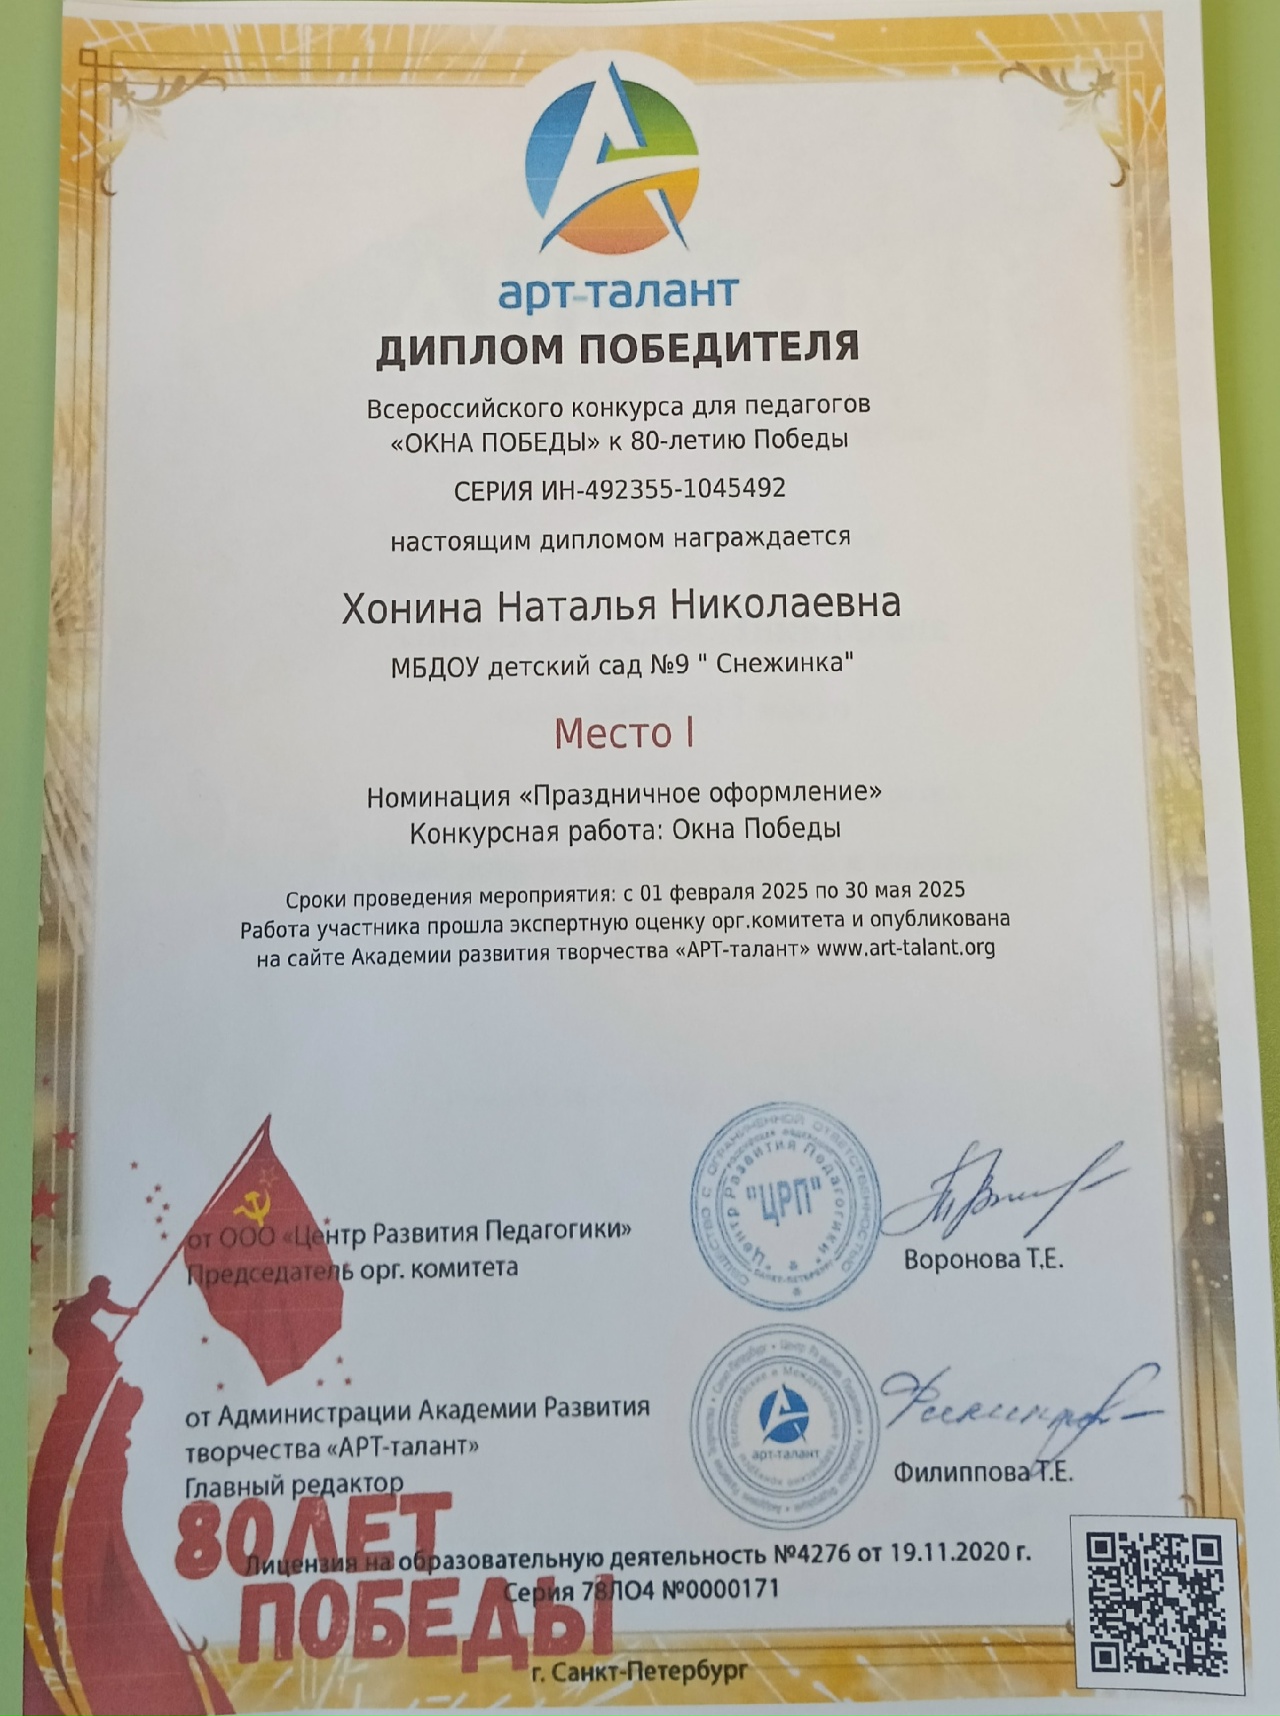 арт-талант
ДИПЛОМ ПОБЕДИТЕЛЯ
Всероссийского конкурса для педагогов
«ОКНА ПОБЕДЫ» к 80-летию Победы
СЕРИЯ ИН-492355-1045492
настоящим дипломом награждается
Хонина Наталья Николаевна
МБДОУ детский сад №9 " Снежинка"
Место I
Номинация «Праздничное оформление»
Конкурсная работа: Окна Победы
Сроки проведения мероприятия: с 01 февраля 2025 по 30 мая 2025
Работа участника прошла экспертную оценку орг.комитета и опубликована
на сайте Академии развития творчества «АРТ-талант» www.art-talant.org
от ООО «Центр Развития Педагогики»
Председатель орг. комитета
"ЦРП"
Центр Развития Педагогики
Воронова Т.Е.
от Администрации Академии Развития
творчества «АРТ-талант»
Главный редактор
арт-талант
Филиппова Т.Е.
80 ЛЕТ
ПОБЕДЫ
Лицензия на образовательную деятельность №4276 от 19.11.2020 г.
Серия 78ЛО4 №0000171
г. Санкт-Петербург